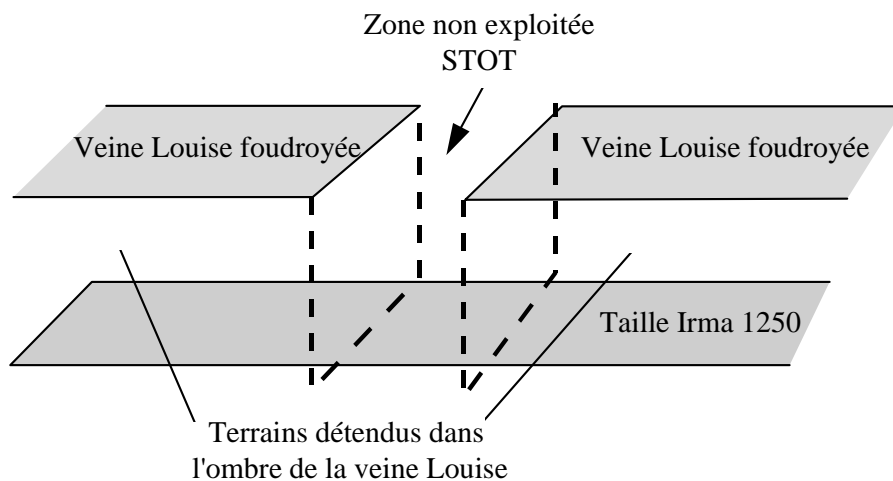 Zone non exploitée
STOT
Veine Louise foudroyée
Veine Louise foudroyée
Taille Irma 1250
Terrains détendus dans
l'ombre de la veine Louise